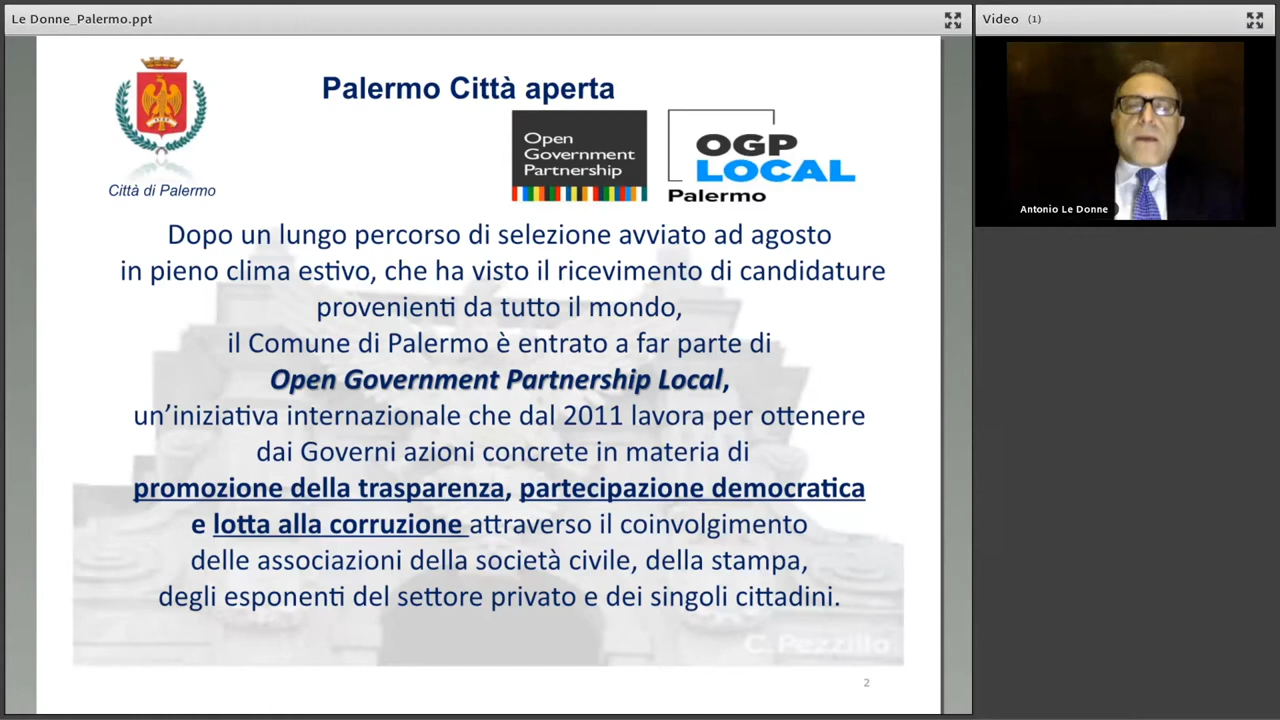 Le Donne_Palermo.ppt
Video (1)
Palermo Città aperta
Open
Government
Partnership
OGP
LOCAL
Palermo
Città di Palermo
Antonio Le Donne
Dopo un lungo percorso di selezione avviato ad agosto
in pieno clima estivo, che ha visto il ricevimento di candidature
provenienti da tutto il mondo,
il Comune di Palermo è entrato a far parte di
Open Government Partnership Local,
un'iniziativa internazionale che dal 2011 lavora per ottenere
dai Governi azioni concrete in materia di
promozione della trasparenza, partecipazione democratica
e lotta alla corruzione attraverso il coinvolgimento
delle associazioni della società civile, della stampa,
degli esponenti del settore privato e dei singoli cittadini.
C. Pezzillo
2